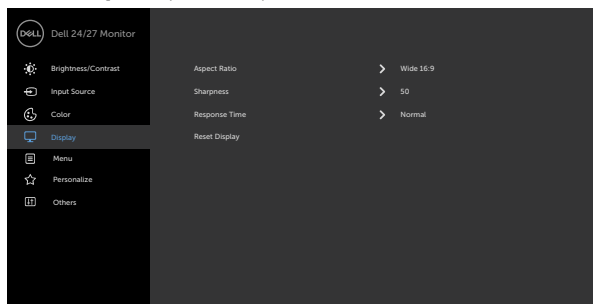 DELL Dell 24/27 Monitor
Brightness/Contrast
Aspect Ratio Wide 16:9
Input Source
Sharpness 50
Color
Response Time Normal
Display
Reset Display
Menu
Personalize
Others